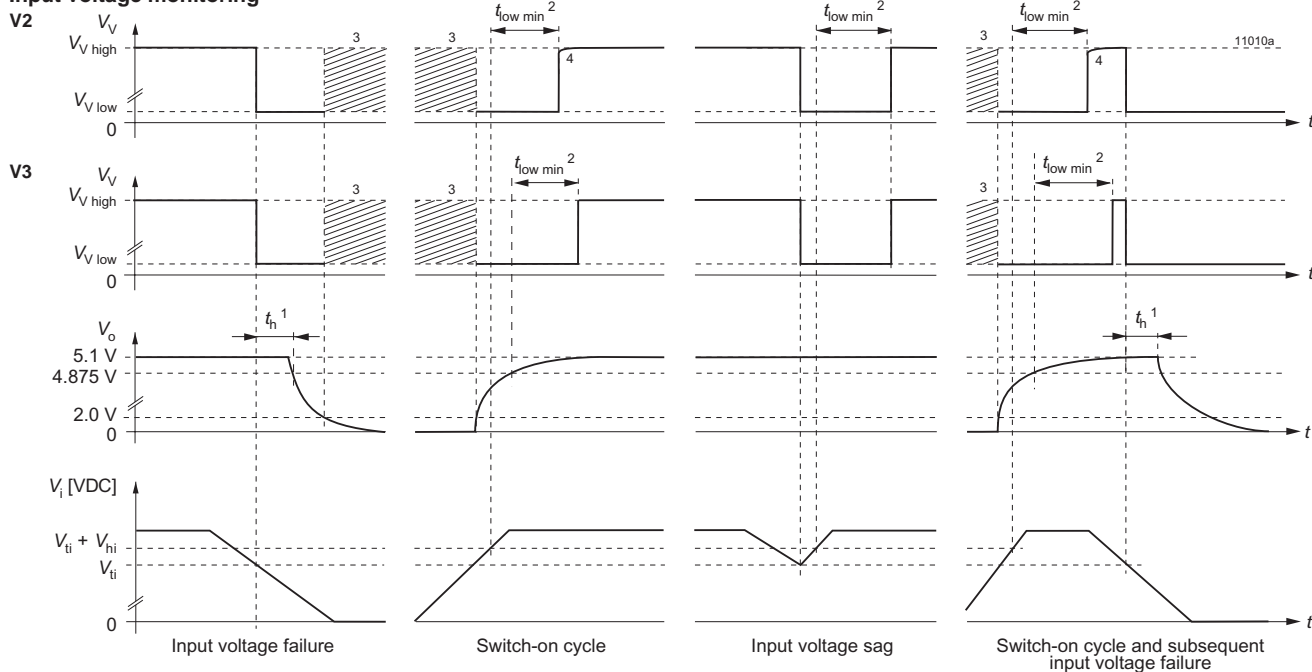 Input voltage monitoring
V2
V_V
V_V high
V_V low
0
3
t_low min ²
3
4
t_low min ²
t_low min ²
3
4
11010a
t
V3
V_V
V_V high
V_V low
0
3
3
t_low min ²
3
t_low min ²
t
V_o
5.1 V
4.875 V
2.0 V
0
t_h ¹
t_h ¹
t
V_i [VDC]
V_ti + V_hi
V_ti
0
t
Input voltage failure
Switch-on cycle
Input voltage sag
Switch-on cycle and subsequent
input voltage failure